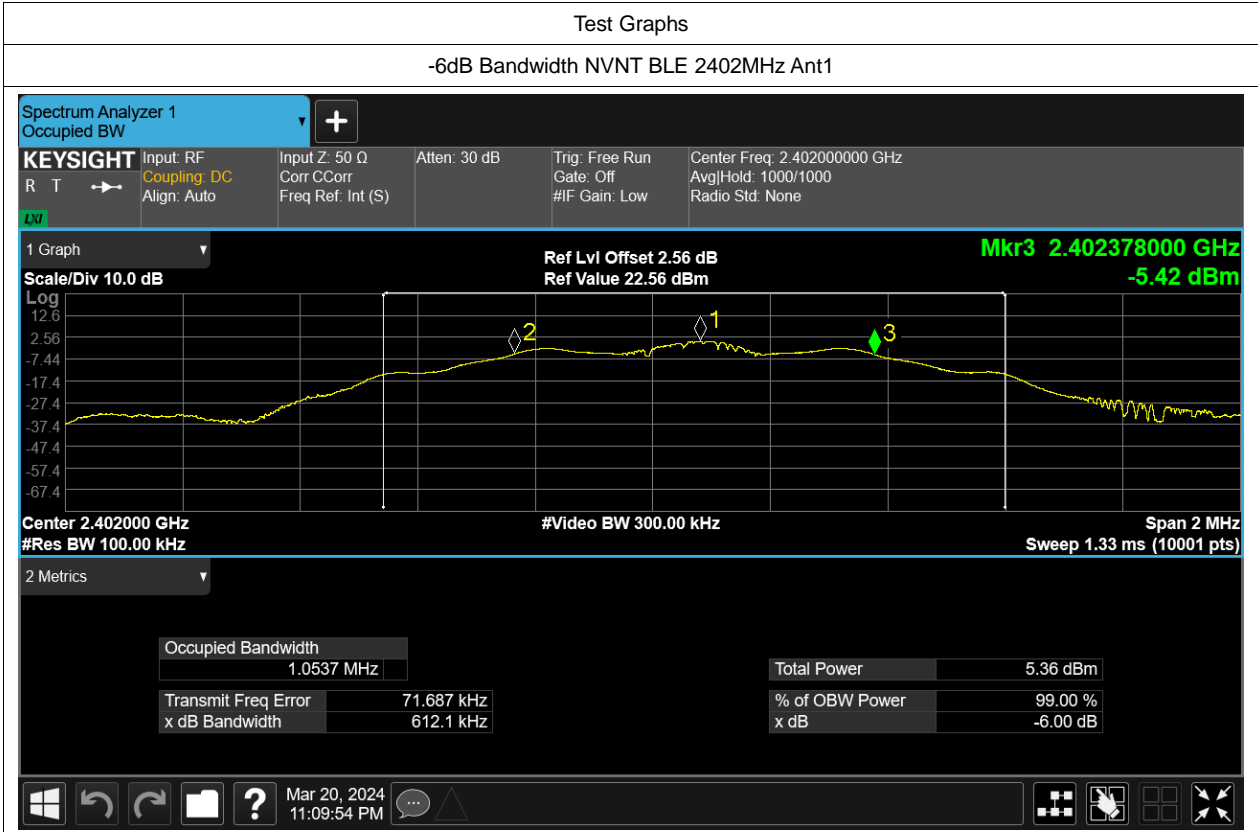 Test Graphs
-6dB Bandwidth NVNT BLE 2402MHz Ant1
Spectrum Analyzer 1
Occupied BW
KEYSIGHT
R T
LXI
Input: RF
Coupling: DC
Align: Auto
Input Z: 50 Ω
Corr CCorr
Freq Ref: Int (S)
Atten: 30 dB
Trig: Free Run
Gate: Off
#IF Gain: Low
Center Freq: 2.402000000 GHz
Avg|Hold: 1000/1000
Radio Std: None
1 Graph
Scale/Div 10.0 dB
Ref Lvl Offset 2.56 dB
Ref Value 22.56 dBm
Mkr3 2.402378000 GHz
-5.42 dBm
Log
12.6
2.56
-7.44
-17.4
-27.4
-37.4
-47.4
-57.4
-67.4
2
1
3
Center 2.402000 GHz
#Res BW 100.00 kHz
#Video BW 300.00 kHz
Span 2 MHz
Sweep 1.33 ms (10001 pts)
2 Metrics
Occupied Bandwidth
1.0537 MHz
Total Power 5.36 dBm
Transmit Freq Error 71.687 kHz
% of OBW Power 99.00 %
x dB Bandwidth 612.1 kHz
x dB -6.00 dB
?
Mar 20, 2024
11:09:54 PM